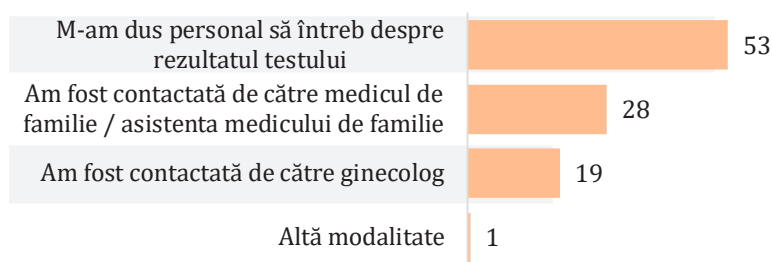 M-am dus personal să întreb despre
rezultatul testului
53
Am fost contactată de către medicul de
familie / asistenta medicului de familie
28
Am fost contactată de către ginecolog
19
Altă modalitate
1